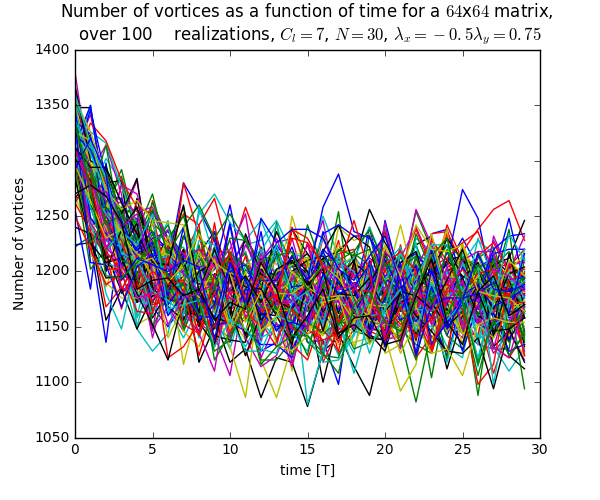 Number of vortices as a function of time for a 64x64 matrix,
over 100    realizations, C_l = 7, N = 30, λ_x = −0.5λ_y = 0.75
1400
1350
1300
1250
1200
1150
1100
1050
Number of vortices
0 5 10 15 20 25 30
time [T]